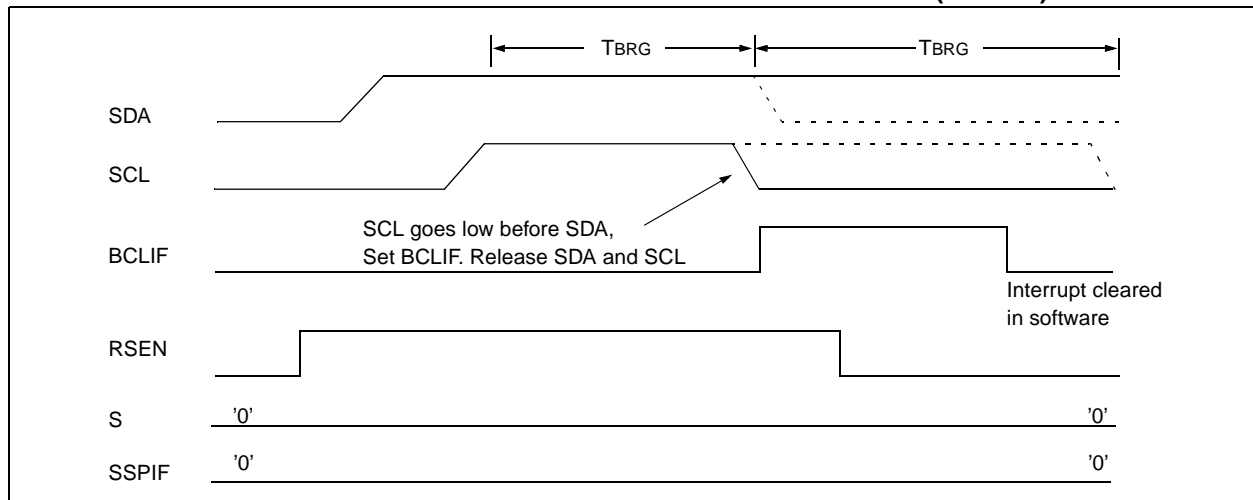 TBRG TBRG
SDA
SCL
SCL goes low before SDA,
Set BCLIF. Release SDA and SCL
BCLIF
Interrupt cleared
in software
RSEN
S '0' '0'
SSPIF '0' '0'